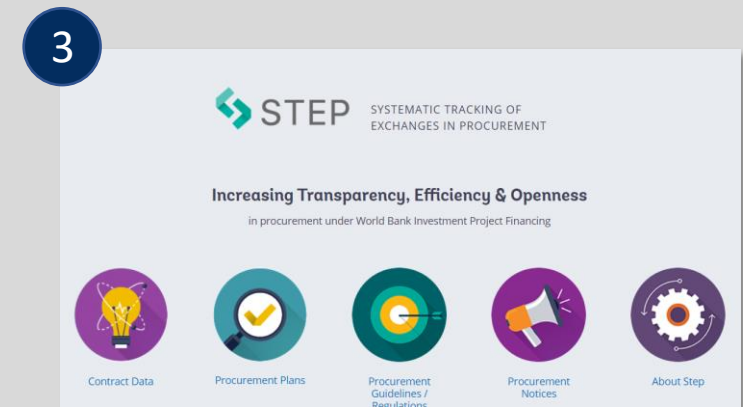 3
STEP
SYSTEMATIC TRACKING OF
EXCHANGES IN PROCUREMENT
Increasing Transparency, Efficiency & Openness
in procurement under World Bank Investment Project Financing
Contract Data
Procurement Plans
Procurement
Guidelines /
Regulations
Procurement
Notices
About Step